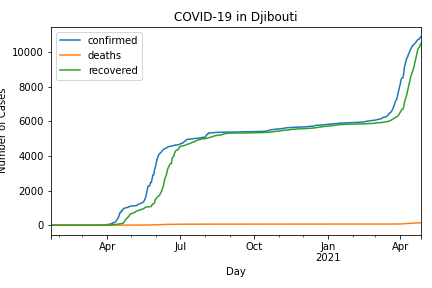 COVID-19 in Djibouti
confirmed
deaths
recovered
10000
8000
6000
4000
2000
0
Number of Cases
Apr
Jul
Oct
Jan
2021
Apr
Day